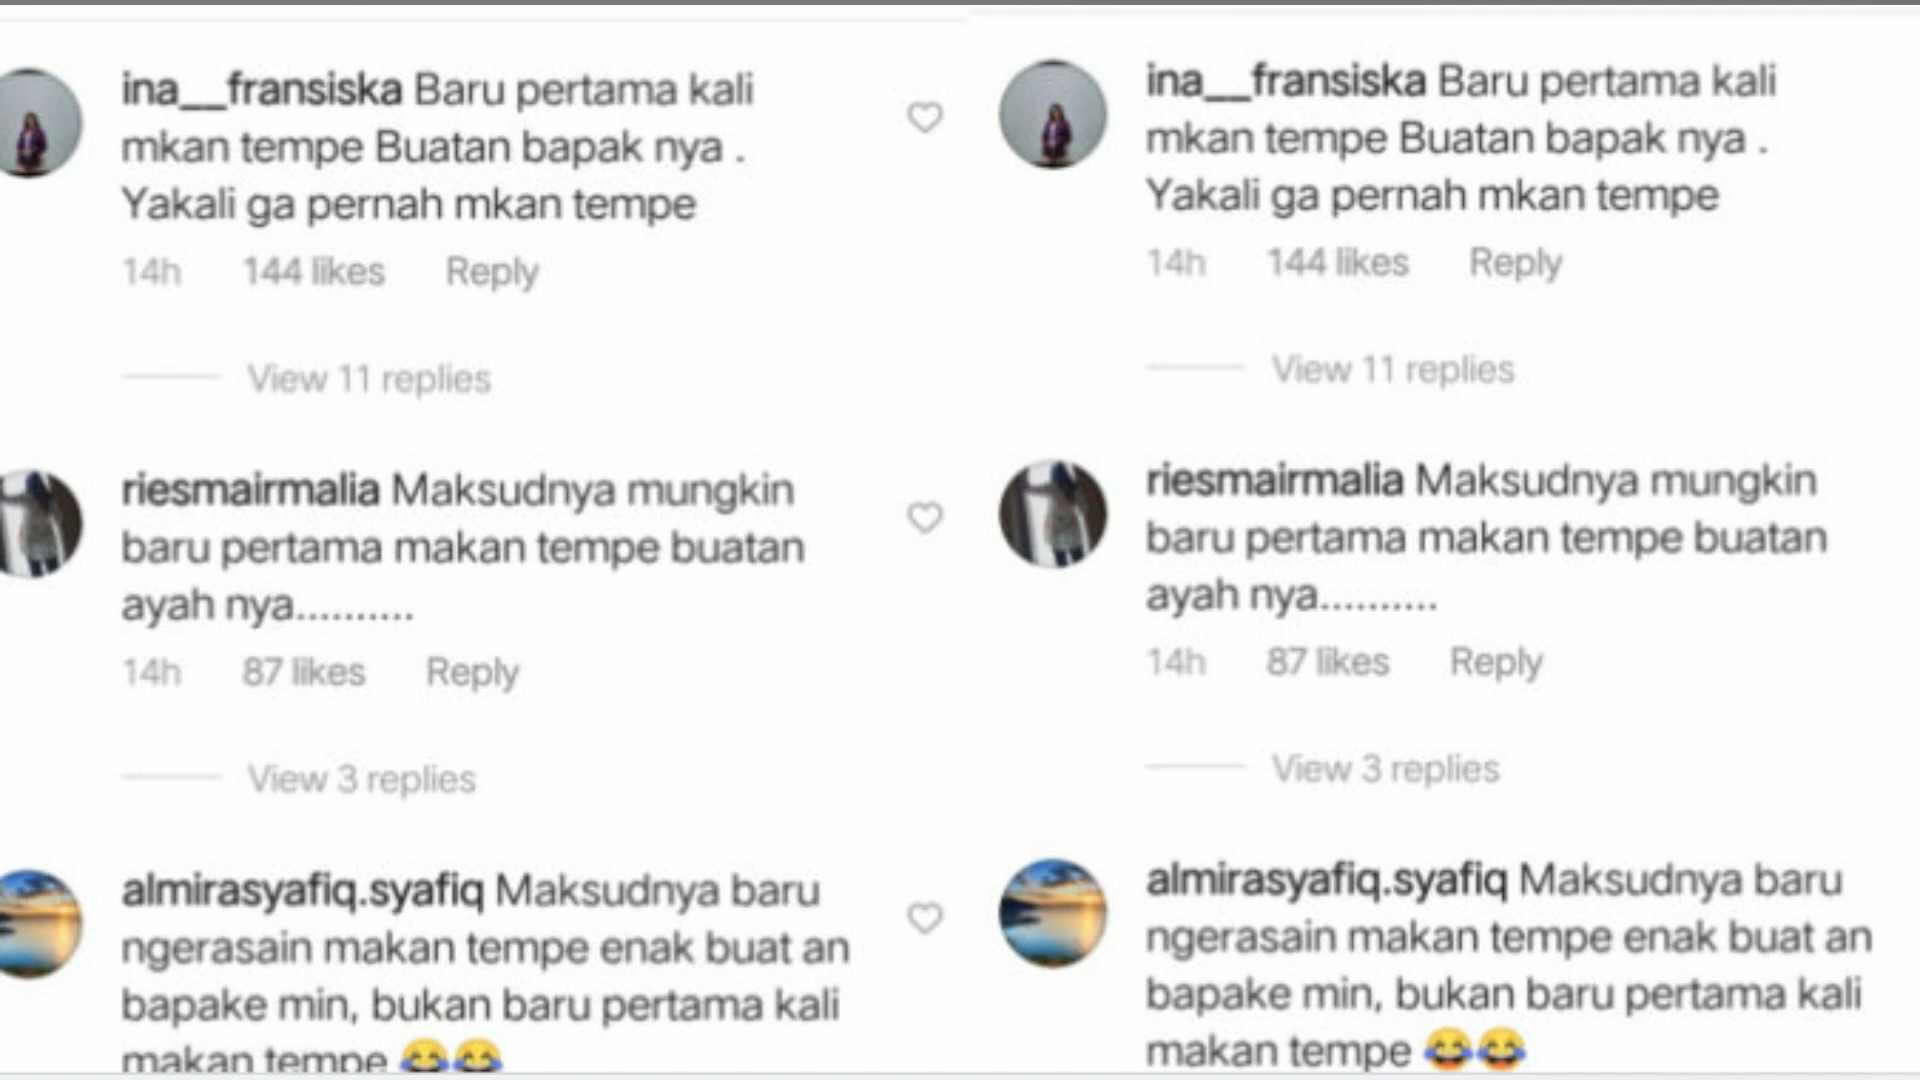 ina__fransiska Baru pertama kali
mkan tempe Buatan bapak nya .
Yakali ga pernah mkan tempe
14h 144 likes Reply
View 11 replies
riesmairmalia Maksudnya mungkin
baru pertama makan tempe buatan
ayah nya..........
14h 87 likes Reply
View 3 replies
almirasyafiq.syafiq Maksudnya baru
ngerasain makan tempe enak buat an
bapake min, bukan baru pertama kali
makan tempe 😂😂
ina__fransiska Baru pertama kali
mkan tempe Buatan bapak nya .
Yakali ga pernah mkan tempe
14h 144 likes Reply
View 11 replies
riesmairmalia Maksudnya mungkin
baru pertama makan tempe buatan
ayah nya..........
14h 87 likes Reply
View 3 replies
almirasyafiq.syafiq Maksudnya baru
ngerasain makan tempe enak buat an
bapake min, bukan baru pertama kali
makan tempe 😂😂